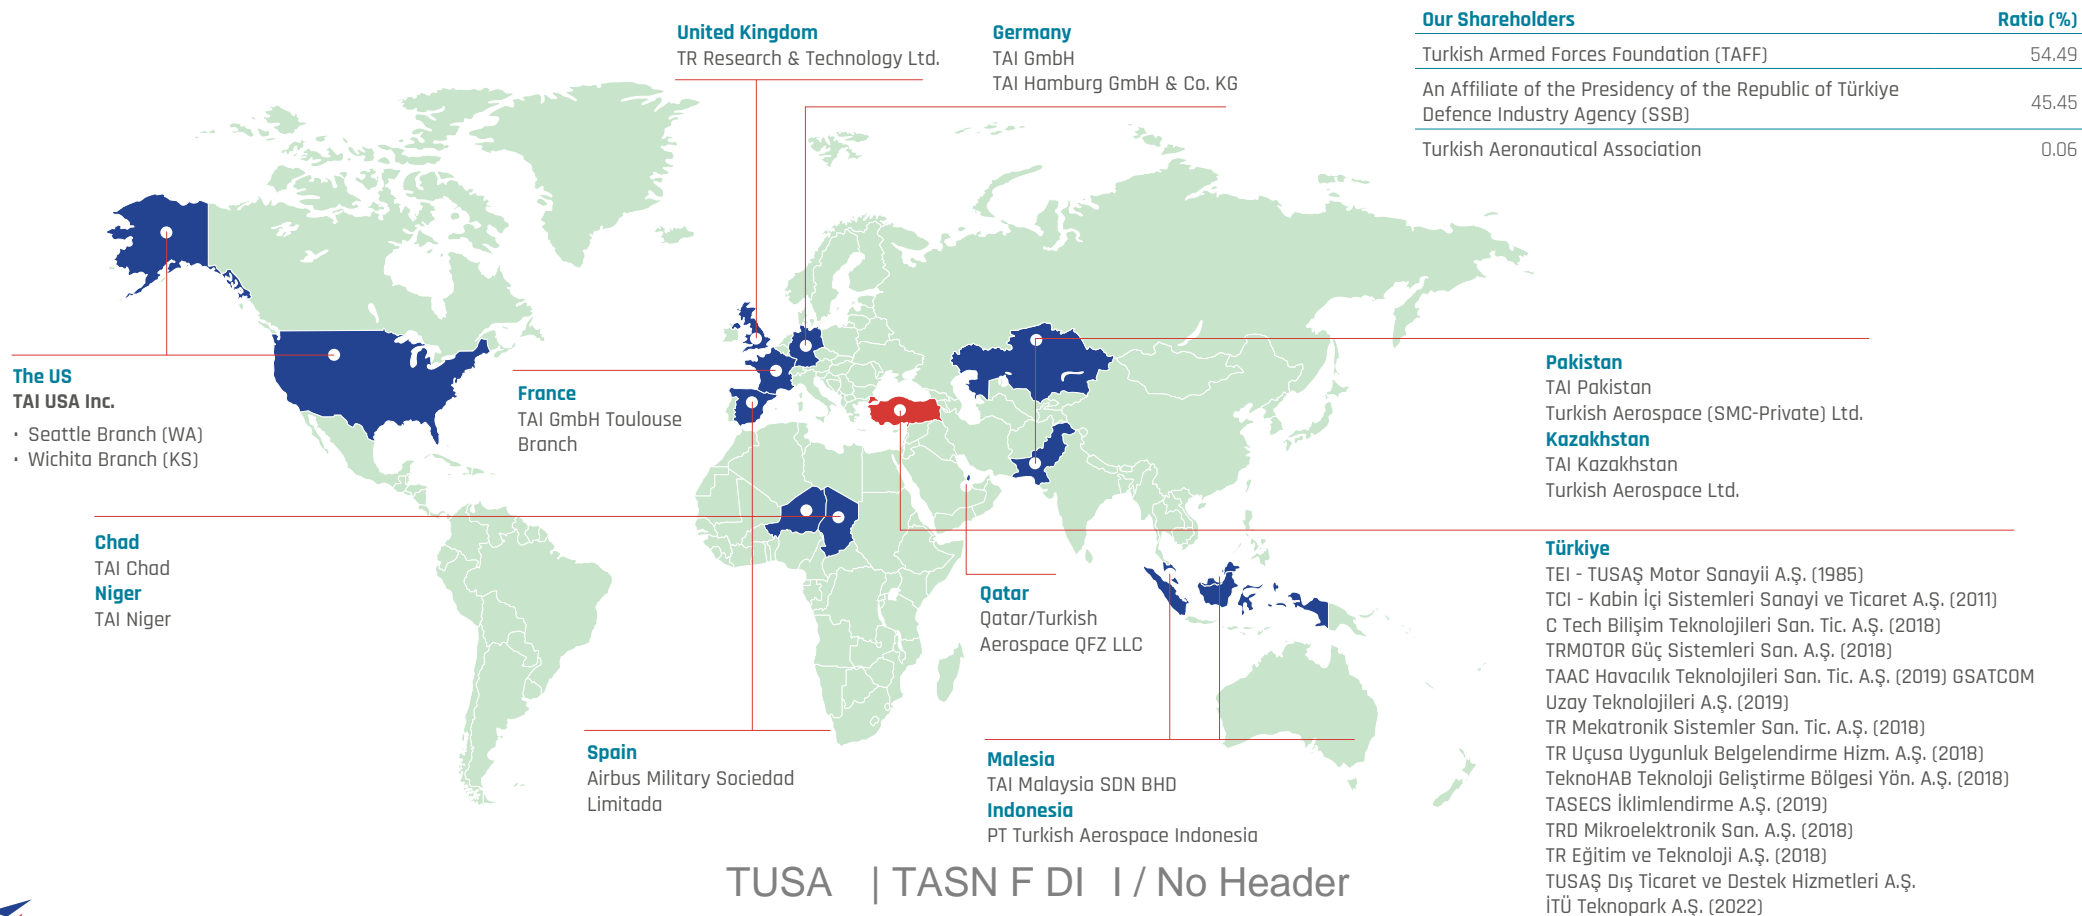 United Kingdom
TR Research & Technology Ltd.
Germany
TAI GmbH
TAI Hamburg GmbH & Co. KG
Our Shareholders Ratio (%)
Turkish Armed Forces Foundation (TAFF) 54.49
An Affiliate of the Presidency of the Republic of Türkiye
Defence Industry Agency (SSB) 45.45
Turkish Aeronautical Association 0.06
The US
TAI USA Inc.
· Seattle Branch (WA)
· Wichita Branch (KS)
France
TAI GmbH Toulouse
Branch
Pakistan
TAI Pakistan
Turkish Aerospace (SMC-Private) Ltd.
Kazakhstan
TAI Kazakhstan
Turkish Aerospace Ltd.
Chad
TAI Chad
Niger
TAI Niger
Qatar
Qatar/Turkish
Aerospace QFZ LLC
Spain
Airbus Military Sociedad
Limitada
Malesia
TAI Malaysia SDN BHD
Indonesia
PT Turkish Aerospace Indonesia
Türkiye
TEI - TUSAŞ Motor Sanayii A.Ş. (1985)
TCI - Kabin İçi Sistemleri Sanayi ve Ticaret A.Ş. (2011)
C Tech Bilişim Teknolojileri San. Tic. A.Ş. (2018)
TRMOTOR Güç Sistemleri San. A.Ş. (2018)
TAAC Havacılık Teknolojileri San. Tic. A.Ş. (2019) GSATCOM
Uzay Teknolojileri A.Ş. (2019)
TR Mekatronik Sistemler San. Tic. A.Ş. (2018)
TR Uçusa Uygunluk Belgelendirme Hizm. A.Ş. (2018)
TeknoHAB Teknoloji Geliştirme Bölgesi Yön. A.Ş. (2018)
TASECS İklimlendirme A.Ş. (2019)
TRD Mikroelektronik San. A.Ş. (2018)
TR Eğitim ve Teknoloji A.Ş. (2018)
TUSAŞ Dış Ticaret ve Destek Hizmetleri A.Ş.
İTÜ Teknopark A.Ş. (2022)
TUSA | TASN F DI I / No Header